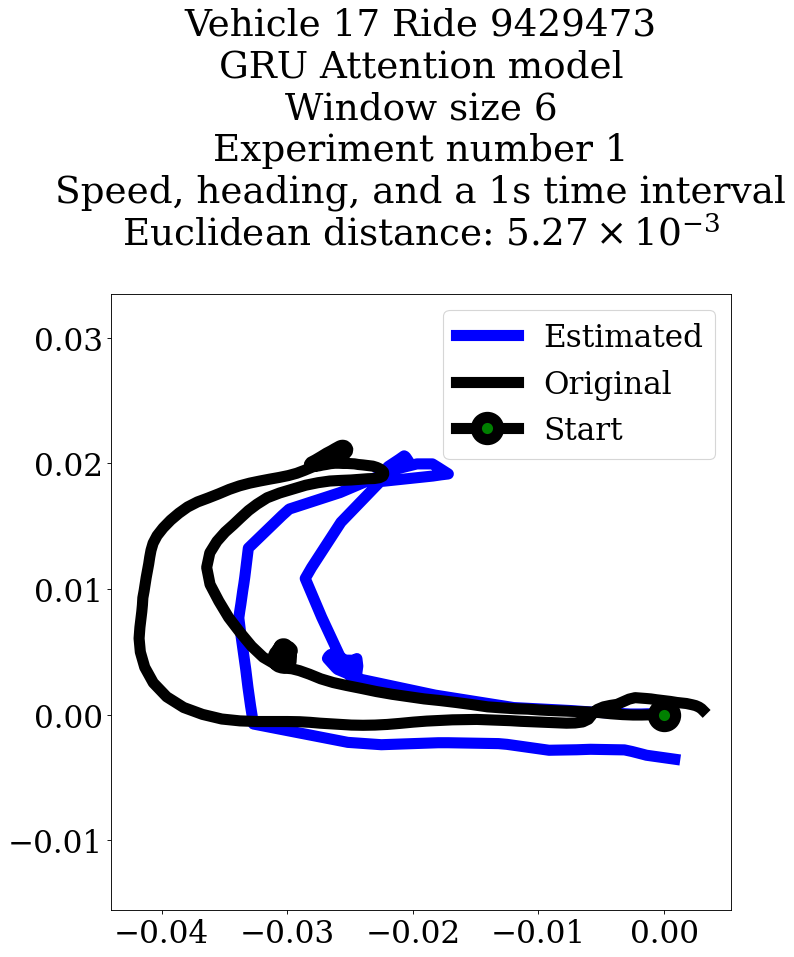 Vehicle 17 Ride 9429473
GRU Attention model
Window size 6
Experiment number 1
Speed, heading, and a 1s time interval
Euclidean distance: 5.27 × 10⁻³
Estimated
Original
Start
0.03
0.02
0.01
0.00
−0.01
−0.04 −0.03 −0.02 −0.01 0.00